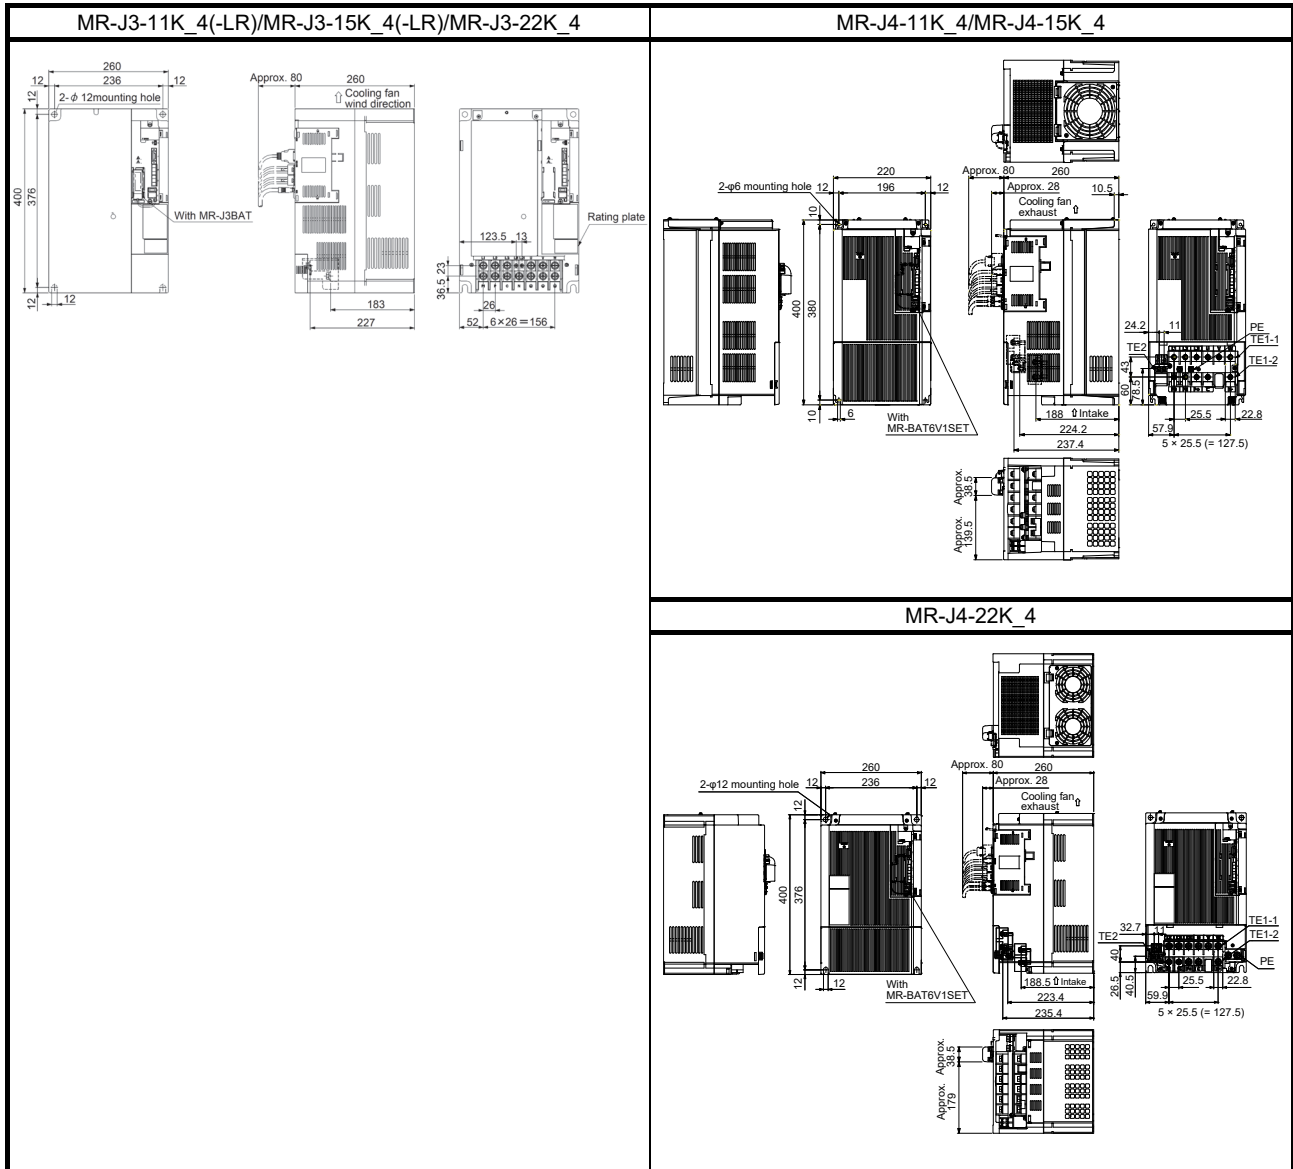 MR-J3-11K_4(-LR)/MR-J3-15K_4(-LR)/MR-J3-22K_4
260
12
236
12
12
2-ϕ 12mounting hole
400
376
With MR-J3BAT
12
12
Approx. 80
260
Cooling fan
wind direction
183
227
Rating plate
123.5
13
23
36.5
26
52
6×26＝156
MR-J4-11K_4/MR-J4-15K_4
220
2-φ6 mounting hole
12
196
12
10
400
380
10
6
With
MR-BAT6V1SET
Approx. 80
260
Approx. 28
10.5
Cooling fan
exhaust
188
Intake
224.2
237.4
24.2
11
PE
TE2
TE1-1
TE1-2
43
60
78.5
25.5
22.8
57.9
5 × 25.5 (= 127.5)
Approx.
38.5
Approx.
139.5
MR-J4-22K_4
260
2-φ12 mounting hole
12
236
12
12
400
376
12
12
With
MR-BAT6V1SET
Approx. 80
260
Approx. 28
Cooling fan
exhaust
188.5
Intake
223.4
235.4
32.7
11
TE2
TE1-1
TE1-2
PE
40
26.5
40.5
25.5
22.8
59.9
5 × 25.5 (= 127.5)
Approx.
38.5
Approx.
179